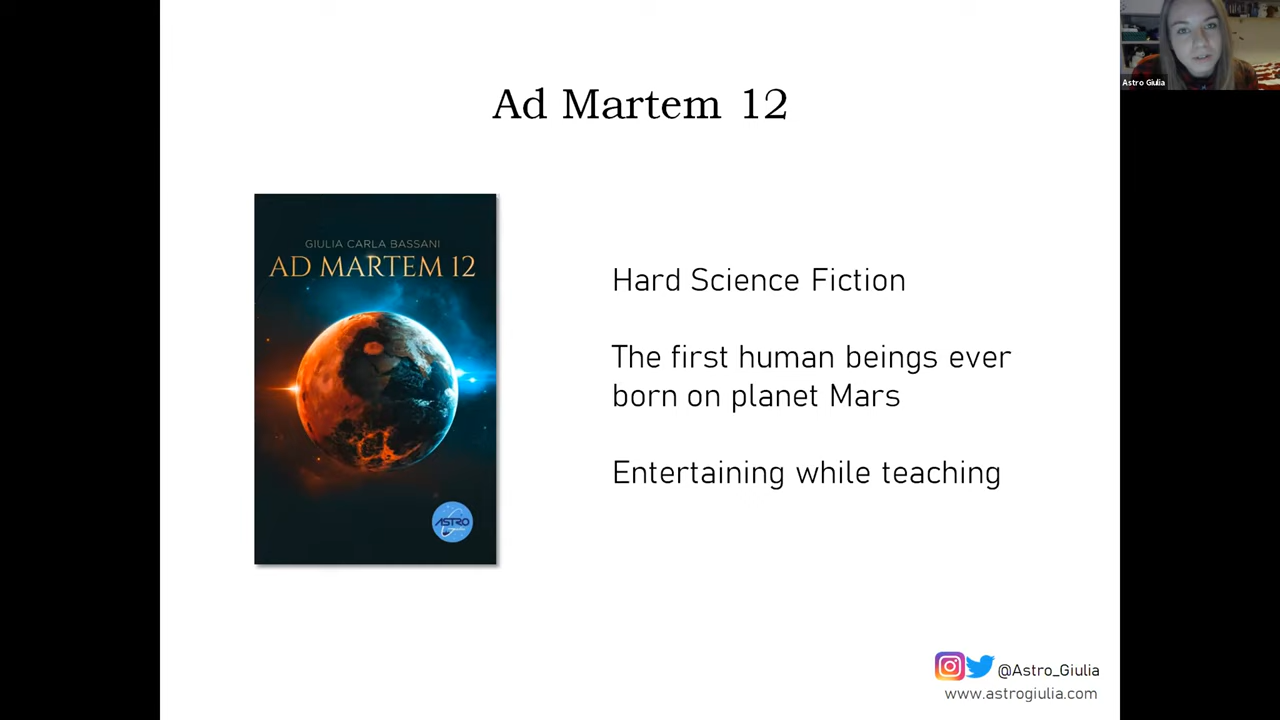 Ad Martem 12
Astro Giulia
GIULIA CARLA BASSANI
AD MARTEM 12
ASTRO
Hard Science Fiction
The first human beings ever
born on planet Mars
Entertaining while teaching
@Astro_Giulia
www.astrogiulia.com